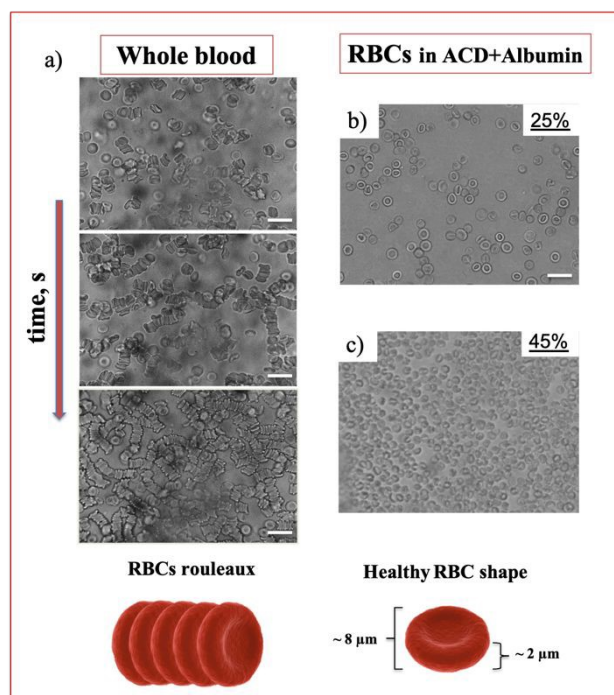 Whole blood
RBCs in ACD+Albumin
a)
b)
25%
time, s
c)
45%
RBCs rouleaux
Healthy RBC shape
~ 8 µm
~ 2 µm